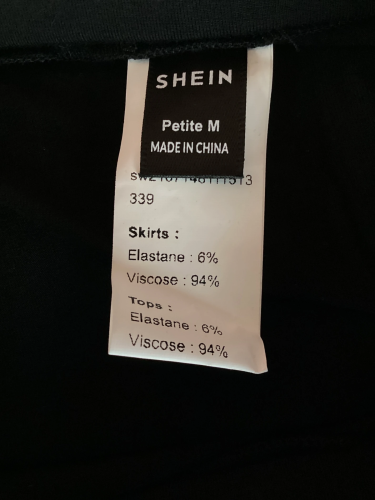 SHEIN
Petite M
MADE IN CHINA
339
Skirts :
Elastane : 6%
Viscose : 94%
Tops :
Elastane : 6%
Viscose : 94%